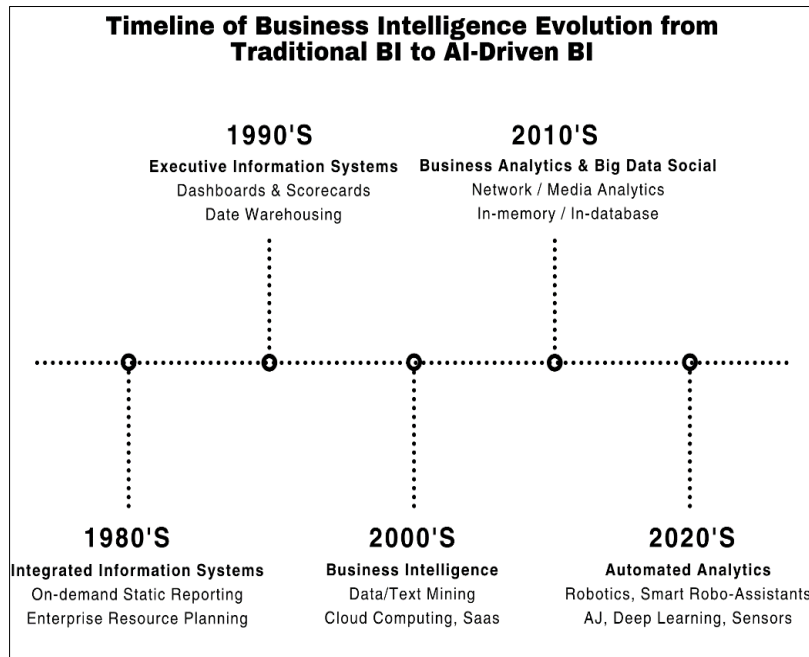 Timeline of Business Intelligence Evolution from
Traditional BI to AI-Driven BI
1990'S
Executive Information Systems
Dashboards & Scorecards
Date Warehousing
2010'S
Business Analytics & Big Data Social
Network / Media Analytics
In-memory / In-database
1980'S
Integrated Information Systems
On-demand Static Reporting
Enterprise Resource Planning
2000'S
Business Intelligence
Data/Text Mining
Cloud Computing, Saas
2020'S
Automated Analytics
Robotics, Smart Robo-Assistants
AJ, Deep Learning, Sensors